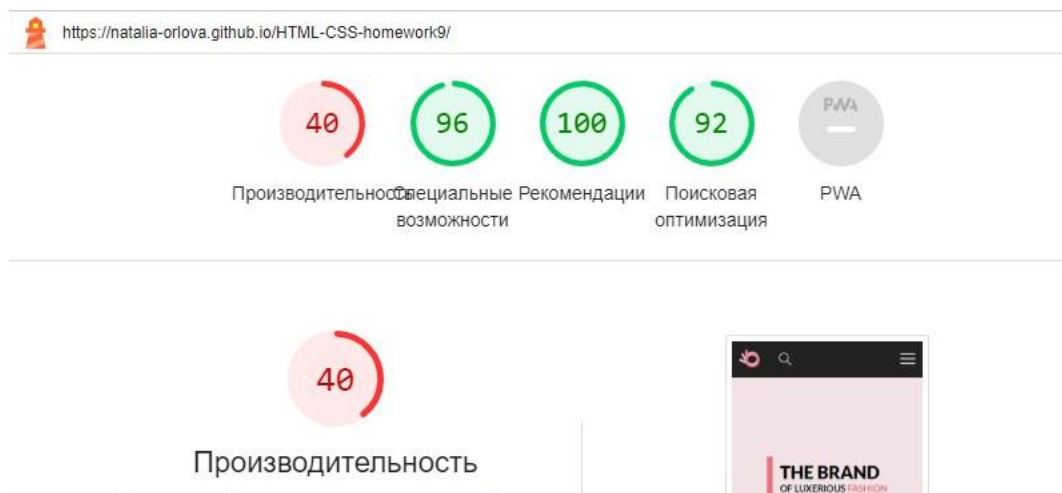 https://natalia-orlova.github.io/HTML-CSS-homework9/
40
96
100
92
PWA
Производительность
Специальные возможности
Рекомендации
Поисковая оптимизация
PWA
40
Производительность
THE BRAND
OF LUXERIOUS FASHION